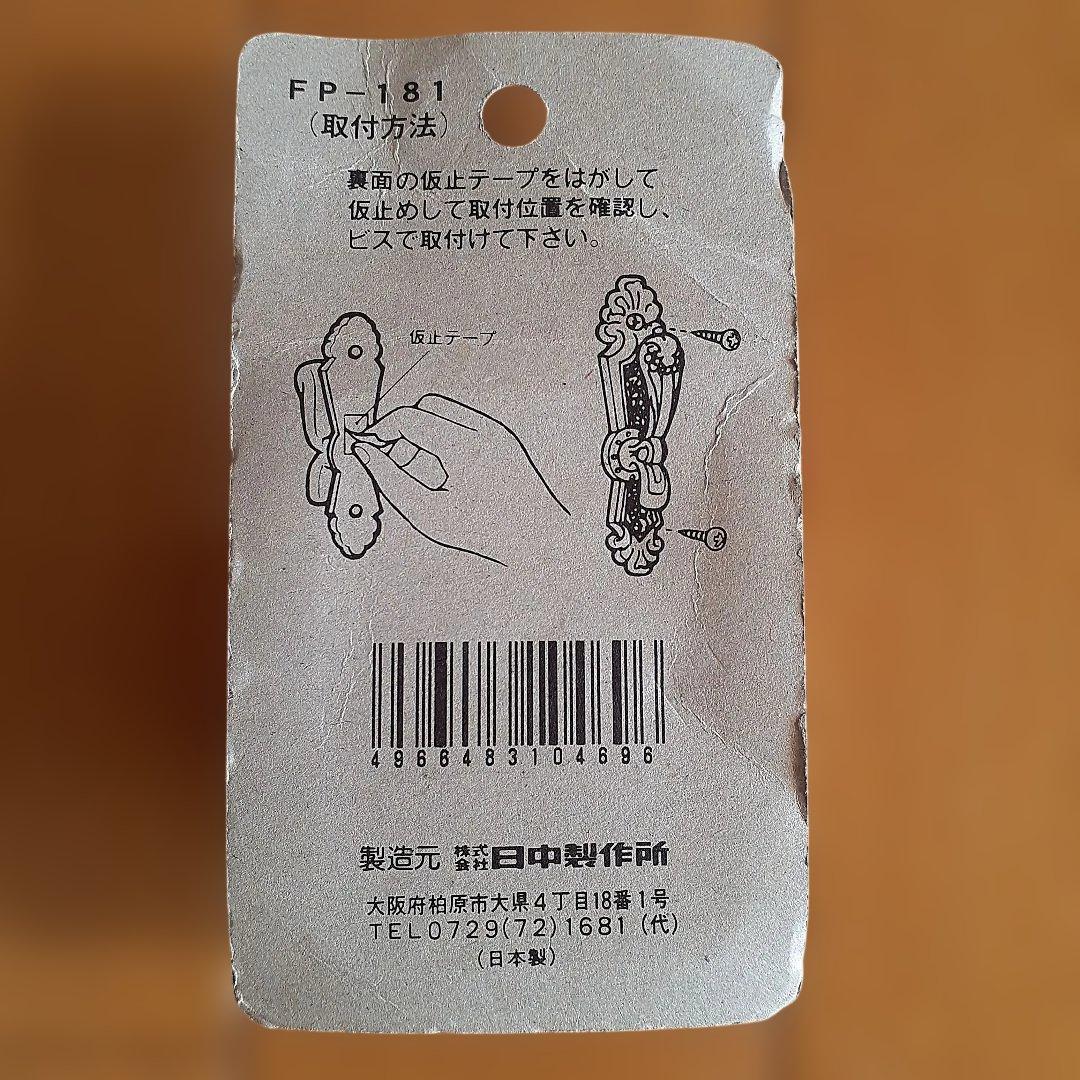 FP-181
(取付方法)
裏面の仮止テープをはがして
仮止めして取付位置を確認し、
ビスで取付けて下さい。
仮止テープ
4966483104696
製造元 株式会社日中製作所
大阪府柏原市大県4丁目18番1号
TEL0729(72)1681(代)
(日本製)